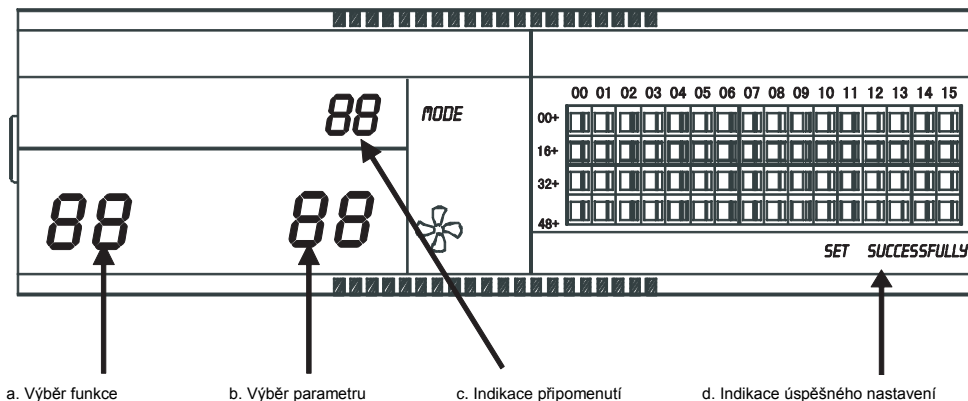 00 01 02 03 04 05 06 07 08 09 10 11 12 13 14 15
88 MODE
00+
16+
32+
48+
88 88
SET SUCCESSFULLY
a. Výběr funkce b. Výběr parametru c. Indikace připomenutí d. Indikace úspěšného nastavení